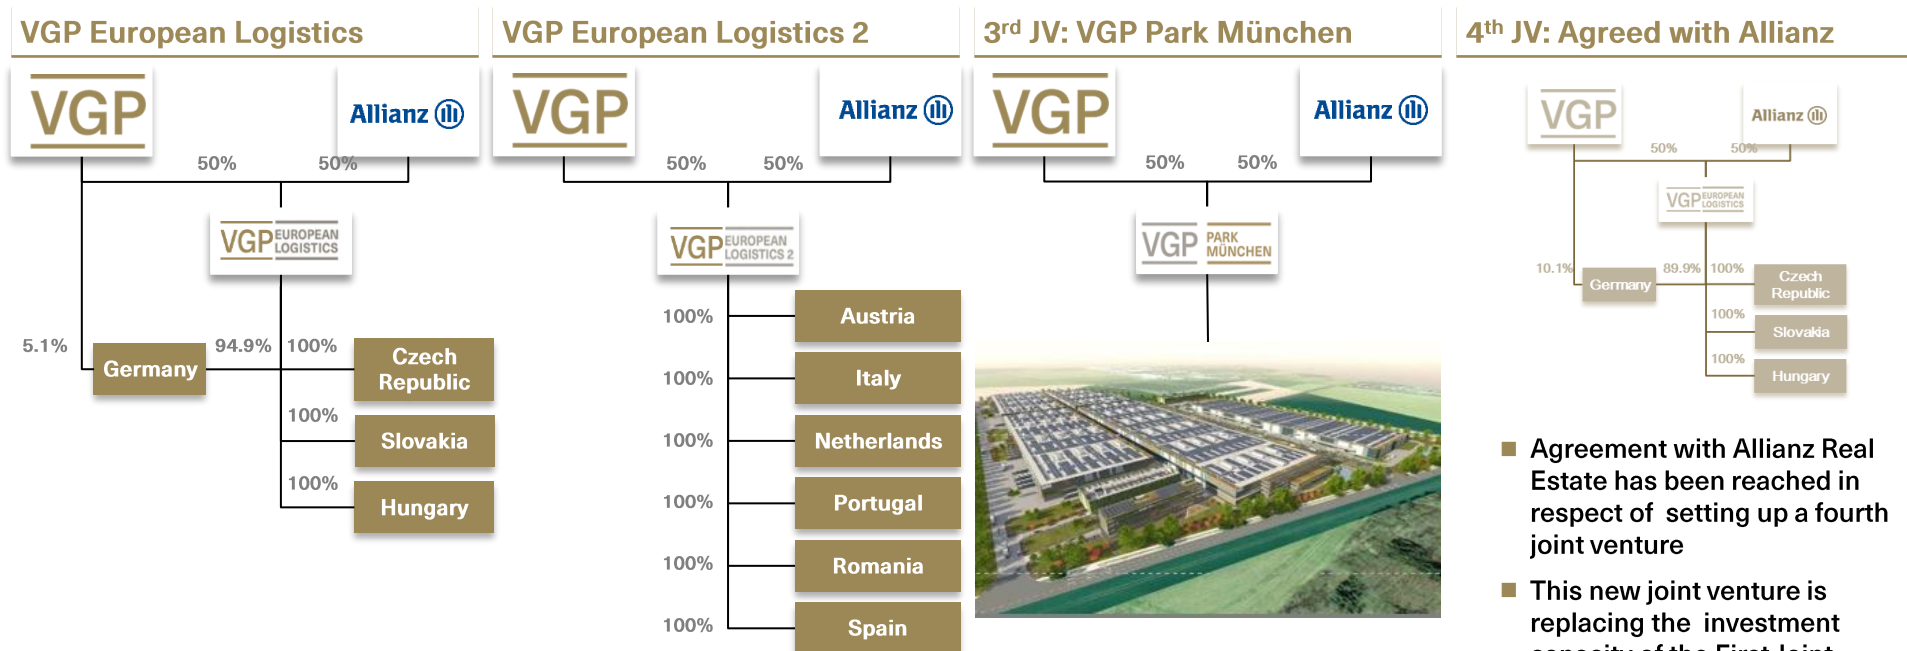 VGP European Logistics
VGP
Allianz
50%
50%
VGP EUROPEAN LOGISTICS
5.1%
Germany
94.9%
100%
Czech
Republic
100%
Slovakia
100%
Hungary
VGP European Logistics 2
VGP
Allianz
50%
50%
VGP EUROPEAN LOGISTICS 2
100%
Austria
100%
Italy
100%
Netherlands
100%
Portugal
100%
Romania
100%
Spain
3rd JV: VGP Park München
VGP
Allianz
50%
50%
VGP PARK MÜNCHEN
4th JV: Agreed with Allianz
VGP
Allianz
50%
50%
VGP EUROPEAN LOGISTICS
10.1%
Germany
89.9%
100%
Czech
Republic
100%
Slovakia
100%
Hungary
Agreement with Allianz Real
Estate has been reached in
respect of setting up a fourth
joint venture
This new joint venture is
replacing the investment
capacity of the First Joint